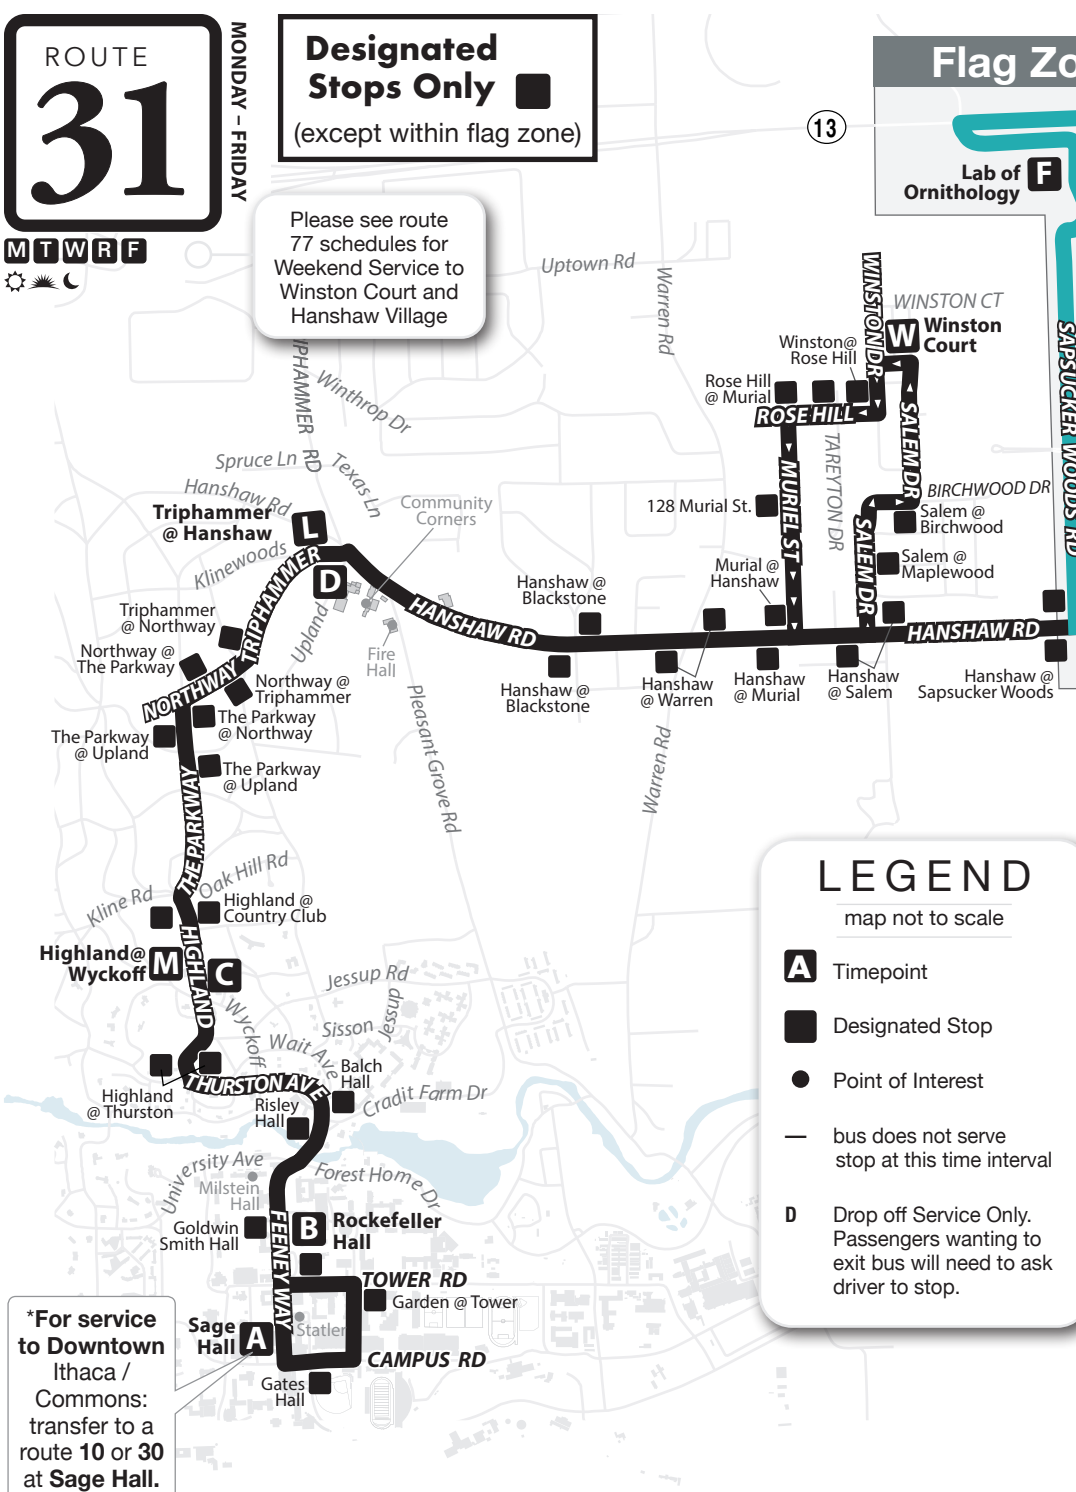 ROUTE
31
MONDAY – FRIDAY
M T W R F
Designated
Stops Only
(except within flag zone)
Please see route
77 schedules for
Weekend Service to
Winston Court and
Hanshaw Village
13
Flag Zo
Lab of
Ornithology
F
Uptown Rd
Warren Rd
WINSTON DR
WINSTON CT
W
Winston
Court
Winston@
Rose Hill
Rose Hill
@ Murial
ROSE HILL
SALEM DR
SAPSUCKER WOODS RD
IPHAMMER RD
Winthrop Dr
Spruce Ln
Texas Ln
Hanshaw Rd
Triphammer
@ Hanshaw
L
Community
Corners
Klinewoods
D
TRIPHAMMER
Upland
128 Murial St.
MURIEL ST
TAREYTON DR
BIRCHWOOD DR
Salem @
Birchwood
SALEM DR
Salem @
Maplewood
Murial @
Hanshaw
Hanshaw @
Blackstone
HANSHAW RD
HANSHAW RD
Triphammer
@ Northway
Northway @
The Parkway
NORTHWAY
Northway @
Triphammer
Fire
Hall
Hanshaw @
Blackstone
Hanshaw
@ Warren
Hanshaw
@ Murial
Hanshaw
@ Salem
Hanshaw @
Sapsucker Woods
The Parkway
@ Northway
The Parkway
@ Upland
The Parkway
@ Upland
Pleasant Grove Rd
Warren Rd
THE PARKWAY
Oak Hill Rd
Kline Rd
Highland @
Country Club
Highland@
Wyckoff
M
C
HIGHLAND
Wyckoff
Jessup Rd
Sisson
Jessup
Wait Ave
Balch
Hall
Cradit Farm Dr
THURSTON AVE
Highland
@ Thurston
Risley
Hall
University Ave
Milstein
Hall
Forest Home Dr
Goldwin
Smith Hall
B
Rockefeller
Hall
FEENEY WAY
TOWER RD
Garden @ Tower
Sage
Hall
A
Statler
CAMPUS RD
Gates
Hall
*For service
to Downtown
Ithaca /
Commons:
transfer to a
route 10 or 30
at Sage Hall.
LEGEND
map not to scale
A Timepoint
Designated Stop
Point of Interest
— bus does not serve
stop at this time interval
D Drop off Service Only.
Passengers wanting to
exit bus will need to ask
driver to stop.